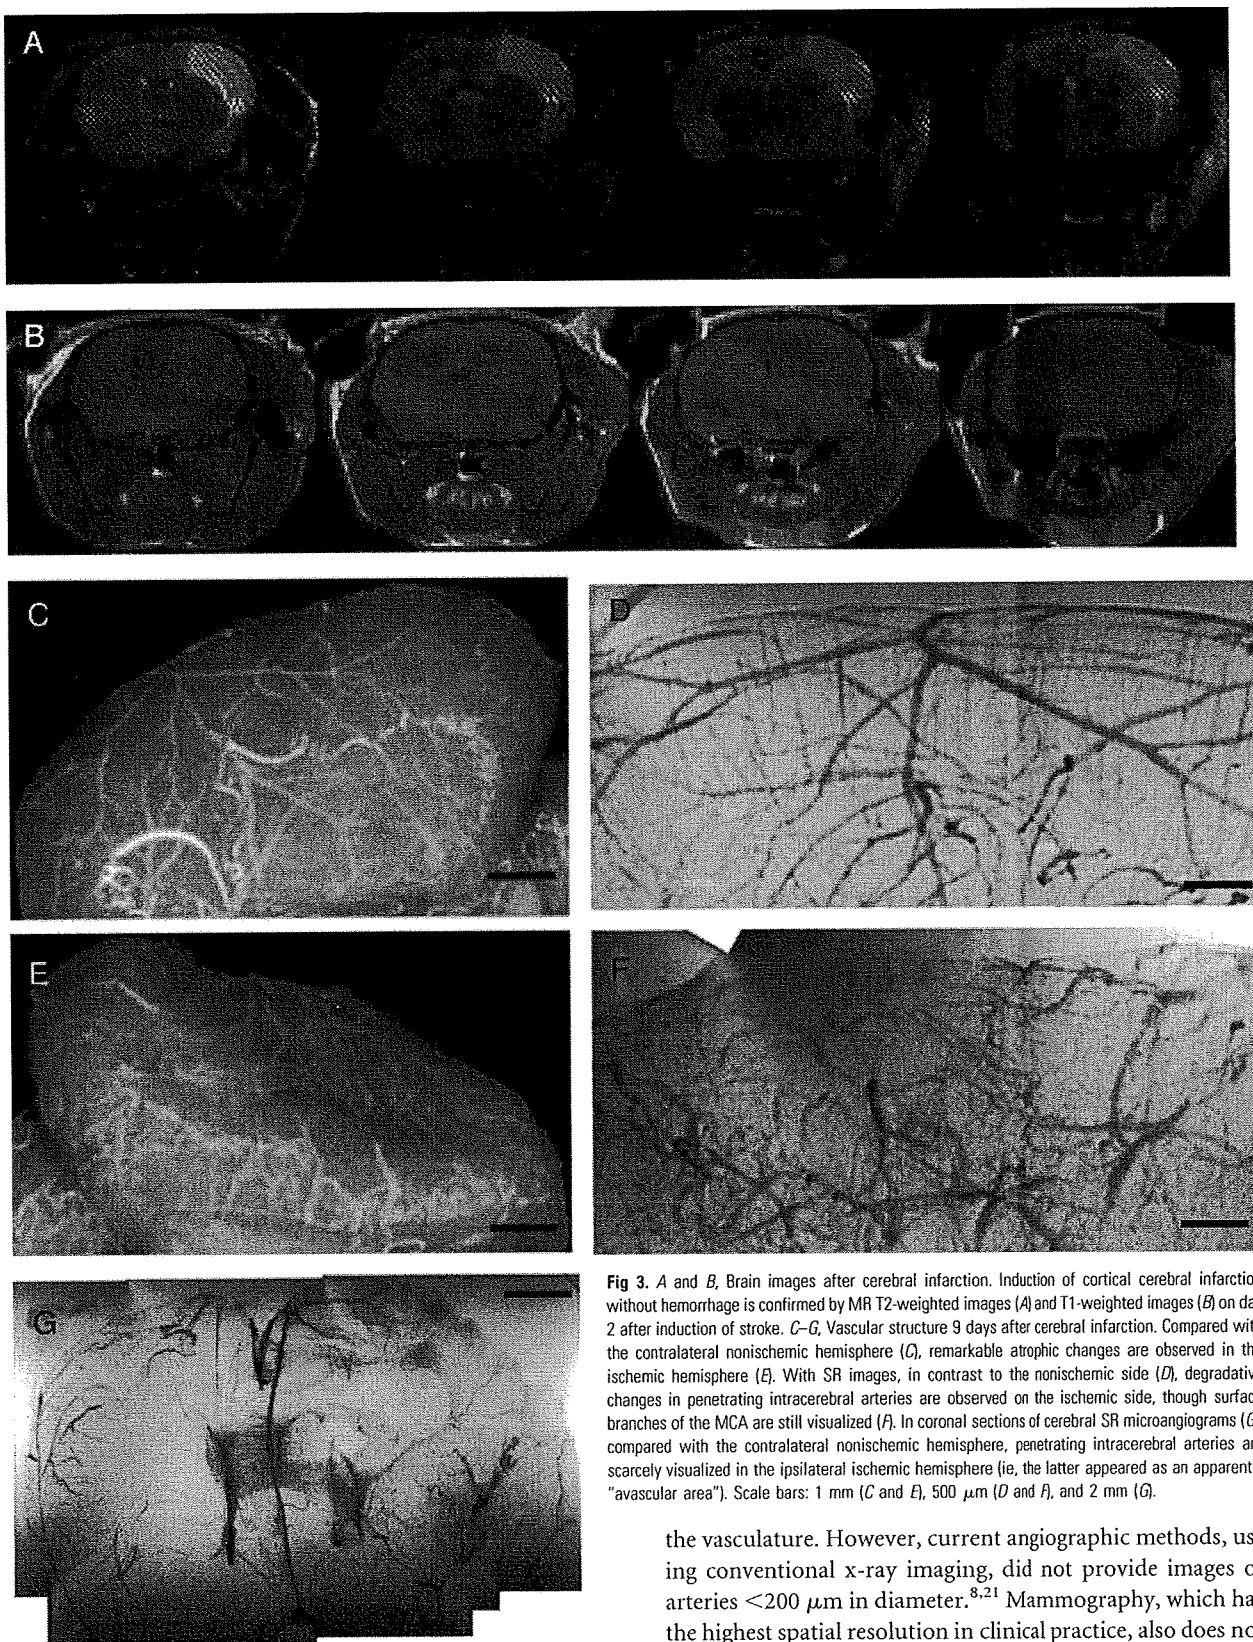 A
B
C
D
E
F
G
Fig 3. A and B, Brain images after cerebral infarction. Induction of cortical cerebral infarctio
without hemorrhage is confirmed by MR T2-weighted images (A) and T1-weighted images (B) on da
2 after induction of stroke. C–G, Vascular structure 9 days after cerebral infarction. Compared wit
the contralateral nonischemic hemisphere (C), remarkable atrophic changes are observed in th
ischemic hemisphere (E). With SR images, in contrast to the nonischemic side (D), degradativ
changes in penetrating intracerebral arteries are observed on the ischemic side, though surfac
branches of the MCA are still visualized (F). In coronal sections of cerebral SR microangiograms (G
compared with the contralateral nonischemic hemisphere, penetrating intracerebral arteries ar
scarcely visualized in the ipsilateral ischemic hemisphere (ie, the latter appeared as an apparent
"avascular area"). Scale bars: 1 mm (C and E), 500 μm (D and F), and 2 mm (G).
the vasculature. However, current angiographic methods, us
ing conventional x-ray imaging, did not provide images o
arteries <200 μm in diameter.8,21 Mammography, which ha
the highest spatial resolution in clinical practice, also does no